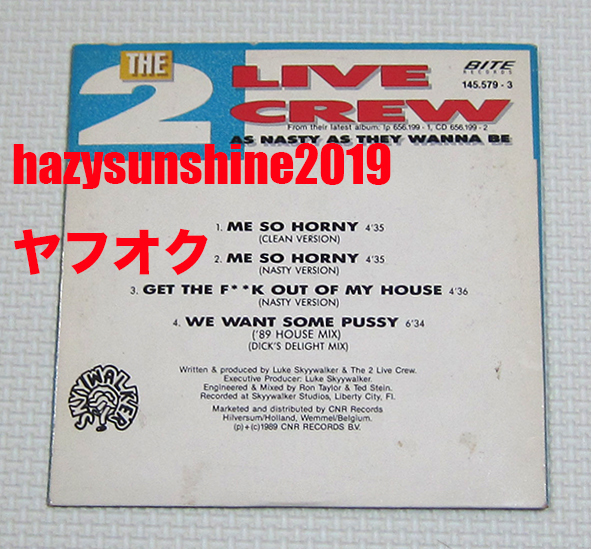 THE
2 LIVE
CREW
BITE
RECORDS
145.579 - 3
From their latest album: lp 656.199 - 1, CD 656.199 - 2
AS NASTY AS THEY WANNA BE
hazysunshine2019
ヤフオク
1. ME SO HORNY 4'35
(CLEAN VERSION)
2. ME SO HORNY 4'35
(NASTY VERSION)
3. GET THE F**K OUT OF MY HOUSE 4'36
(NASTY VERSION)
4. WE WANT SOME PUSSY 6'34
('89 HOUSE MIX)
(DICK'S DELIGHT MIX)
Written & produced by Luke Skyywalker & The 2 Live Crew.
Executive Producer: Luke Skyywalker.
Engineered & Mixed by Ron Taylor & Ted Stein.
Recorded at Skyywalker Studios, Liberty City, Fl.
Marketed and distributed by CNR Records
Hilversum/Holland, Wemmel/Belgium.
(p)+(c)1989 CNR RECORDS B.V.
SKYYWALKER